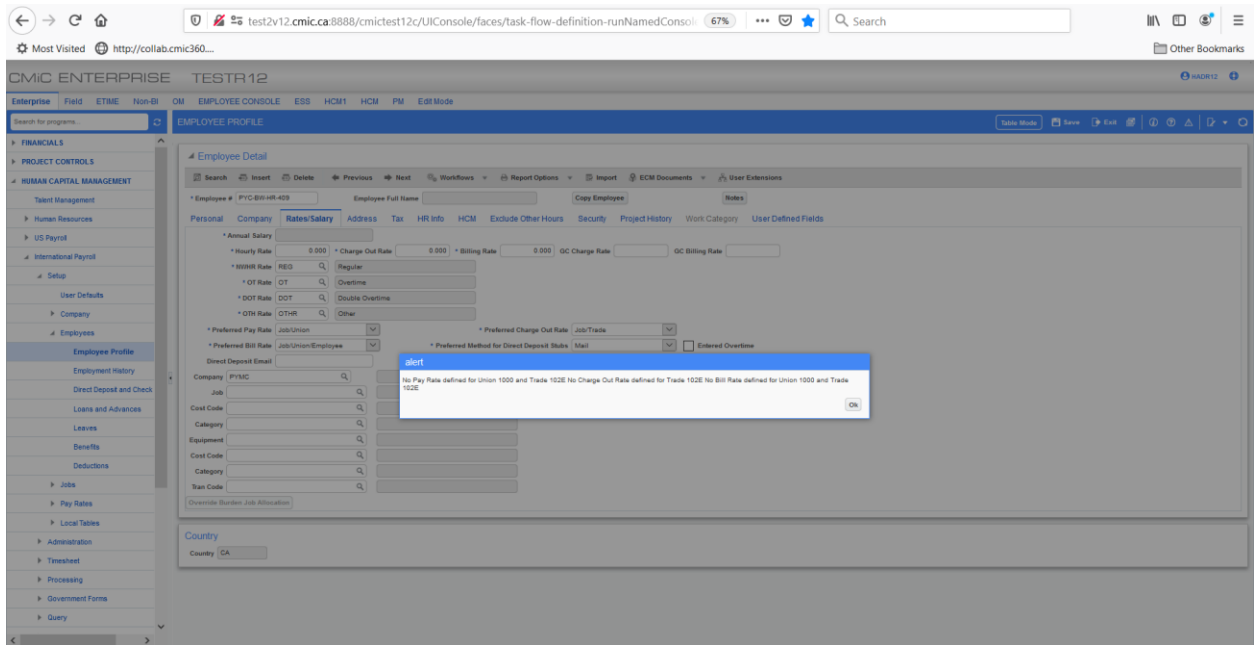 test2v12.cmic.ca:8888/cmictest12c/UIConsole/faces/task-flow-definition-runNamedConsol 67% Search
Most Visited http://collab.cmic360.... Other Bookmarks
CMiC ENTERPRISE TESTR12 HADR12
Enterprise Field ETIME Non-BI OM EMPLOYEE CONSOLE ESS HCM1 HCM PM Edit Mode
Search for programs... EMPLOYEE PROFILE Table Mode Save Exit
FINANCIALS
PROJECT CONTROLS
HUMAN CAPITAL MANAGEMENT
Talent Management
Human Resources
US Payroll
International Payroll
Setup
User Defaults
Company
Employees
Employee Profile
Employment History
Direct Deposit and Check
Loans and Advances
Leaves
Benefits
Deductions
Jobs
Pay Rates
Local Tables
Administration
Timesheet
Processing
Government Forms
Query
Employee Detail
Search Insert Delete Previous Next Workflows Report Options Import ECM Documents User Extensions
* Employee # PYC-BW-HR-409 Employee Full Name Copy Employee Notes
Personal Company Rates/Salary Address Tax HR Info HCM Exclude Other Hours Security Project History Work Category User Defined Fields
* Annual Salary
* Hourly Rate 0.000 * Charge Out Rate 0.000 * Billing Rate 0.000 GC Charge Rate GC Billing Rate
* NWHR Rate REG Regular
* OT Rate OT Overtime
* DOT Rate DOT Double Overtime
* OTH Rate OTHR Other
* Preferred Pay Rate Job/Union * Preferred Charge Out Rate Job/Trade
* Preferred Bill Rate Job/Union/Employee * Preferred Method for Direct Deposit Stubs Mail Entered Overtime
Direct Deposit Email
Company PYMC
Job
Cost Code
Category
Equipment
Cost Code
Category
Tran Code
Override Burden Job Allocation
alert
No Pay Rate defined for Union 1000 and Trade 102E No Charge Out Rate defined for Trade 102E No Bill Rate defined for Union 1000 and Trade
102E
Ok
Country
Country CA